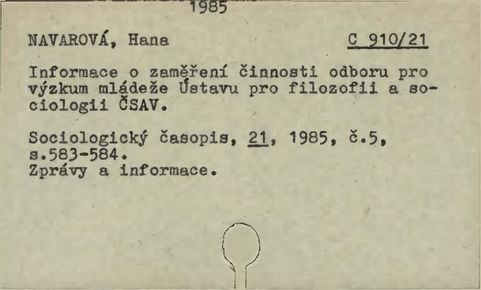 1985
NAVAROVÁ, Hana C 910/21
Informace o zaměření činnosti odboru pro
výzkum mládeže Ústavu pro filozofii a so-
ciologii ČSAV.
Sociologický časopis, 21, 1985, č.5,
s.583-584.
Zprávy a informace.